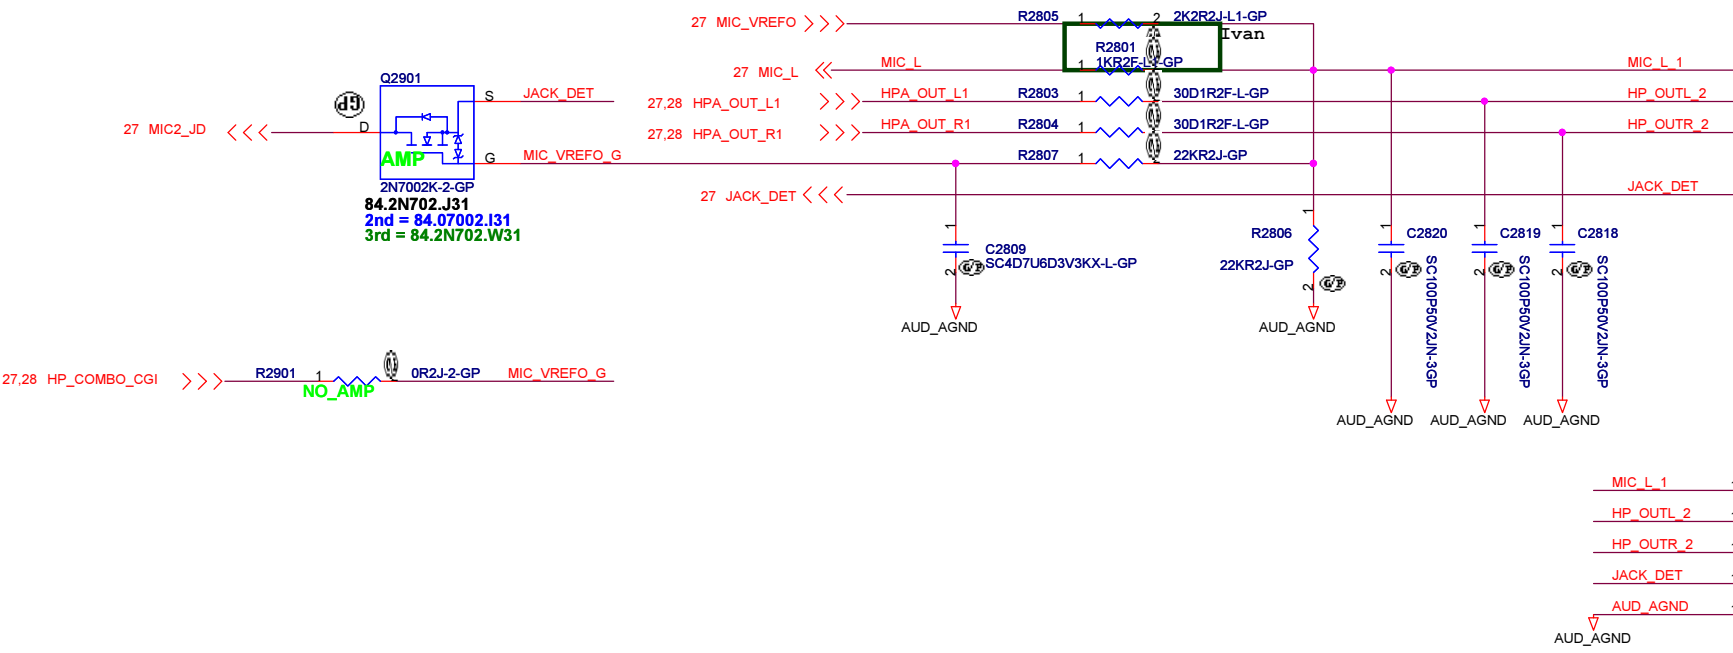 27 MIC_VREFO
R2805 1 2 2K2R2J-L1-GP
Ivan
R2801
27 MIC_L
MIC_L
1
1KR2F-L1-GP
MIC_L_1
Q2901
S JACK_DET
27,28 HPA_OUT_L1
HPA_OUT_L1
R2803 1
30D1R2F-L-GP
HP_OUTL_2
GP
27 MIC2_JD
D
27,28 HPA_OUT_R1
HPA_OUT_R1
R2804 1
30D1R2F-L-GP
HP_OUTR_2
AMP
G MIC_VREFO_G
R2807 1
22KR2J-GP
2N7002K-2-GP
84.2N702.J31
2nd = 84.07002.I31
3rd = 84.2N702.W31
27 JACK_DET
JACK_DET
1
C2809
SC4D7U6D3V3KX-L-GP
2
AUD_AGND
1
R2806
22KR2J-GP
2
AUD_AGND
1
C2820
2
SC100P50V2JN-3GP
AUD_AGND
1
C2819
2
SC100P50V2JN-3GP
AUD_AGND
1
C2818
2
SC100P50V2JN-3GP
AUD_AGND
27,28 HP_COMBO_CGI
R2901 1
0R2J-2-GP
MIC_VREFO_G
NO_AMP
MIC_L_1
HP_OUTL_2
HP_OUTR_2
JACK_DET
AUD_AGND
AUD_AGND